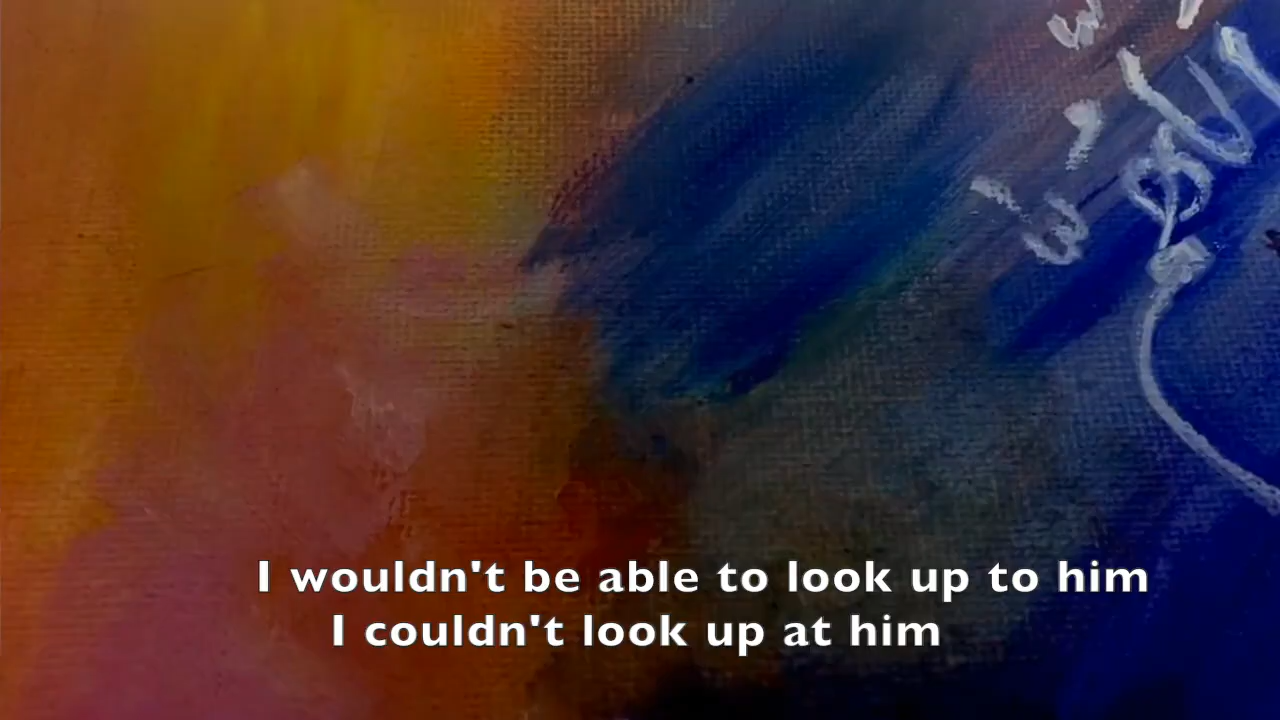 I wouldn't be able to look up to him
I couldn't look up at him